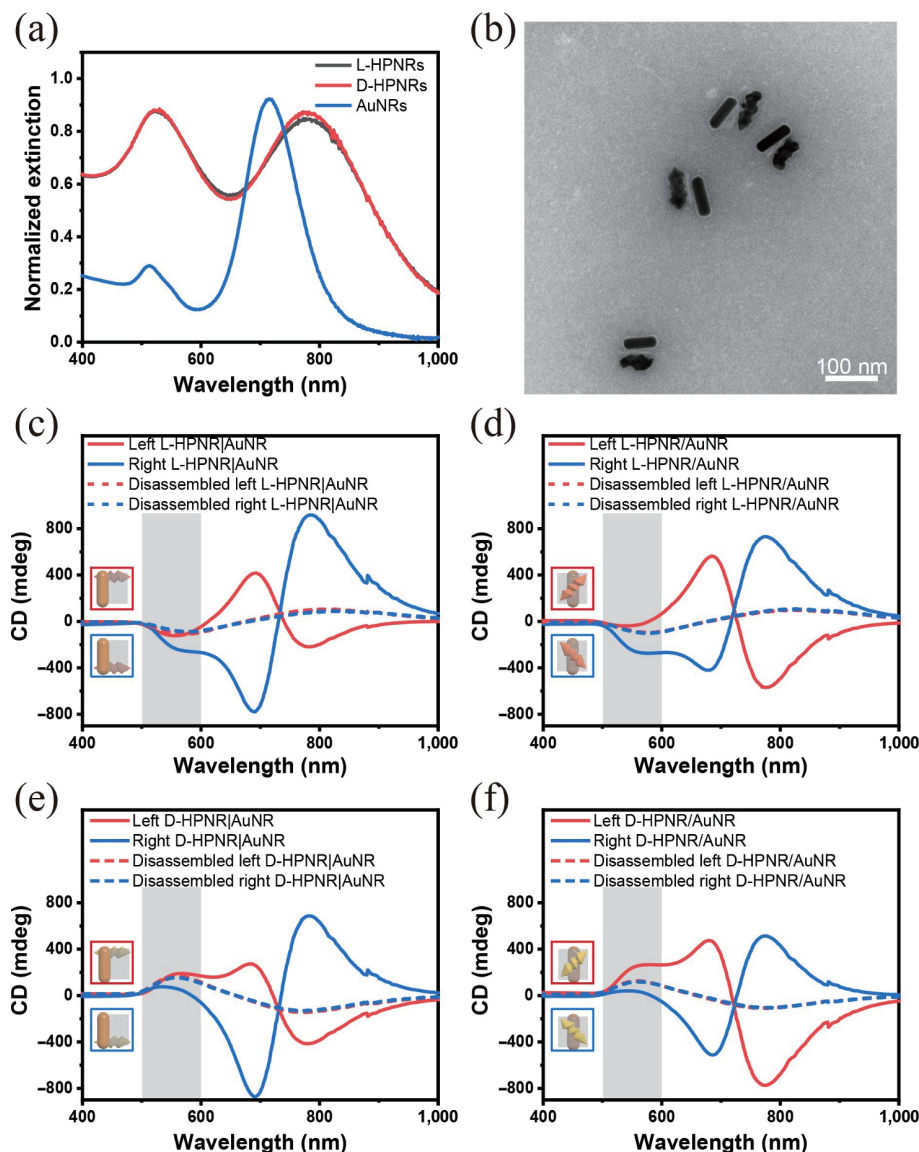 (a)
L-HPNRs
D-HPNRs
AuNRs
Normalized extinction
1.0
0.8
0.6
0.4
0.2
0.0
400 600 800 1,000
Wavelength (nm)
(b)
100 nm
(c)
Left L-HPNR|AuNR
Right L-HPNR|AuNR
Disassembled left L-HPNR|AuNR
Disassembled right L-HPNR|AuNR
CD (mdeg)
800
400
0
−400
−800
400 600 800 1,000
Wavelength (nm)
(d)
Left L-HPNR/AuNR
Right L-HPNR/AuNR
Disassembled left L-HPNR/AuNR
Disassembled right L-HPNR/AuNR
CD (mdeg)
800
400
0
−400
−800
400 600 800 1,000
Wavelength (nm)
(e)
Left D-HPNR|AuNR
Right D-HPNR|AuNR
Disassembled left D-HPNR|AuNR
Disassembled right D-HPNR|AuNR
CD (mdeg)
800
400
0
−400
−800
400 600 800 1,000
Wavelength (nm)
(f)
Left D-HPNR/AuNR
Right D-HPNR/AuNR
Disassembled left D-HPNR/AuNR
Disassembled right D-HPNR/AuNR
CD (mdeg)
800
400
0
−400
−800
400 600 800 1,000
Wavelength (nm)